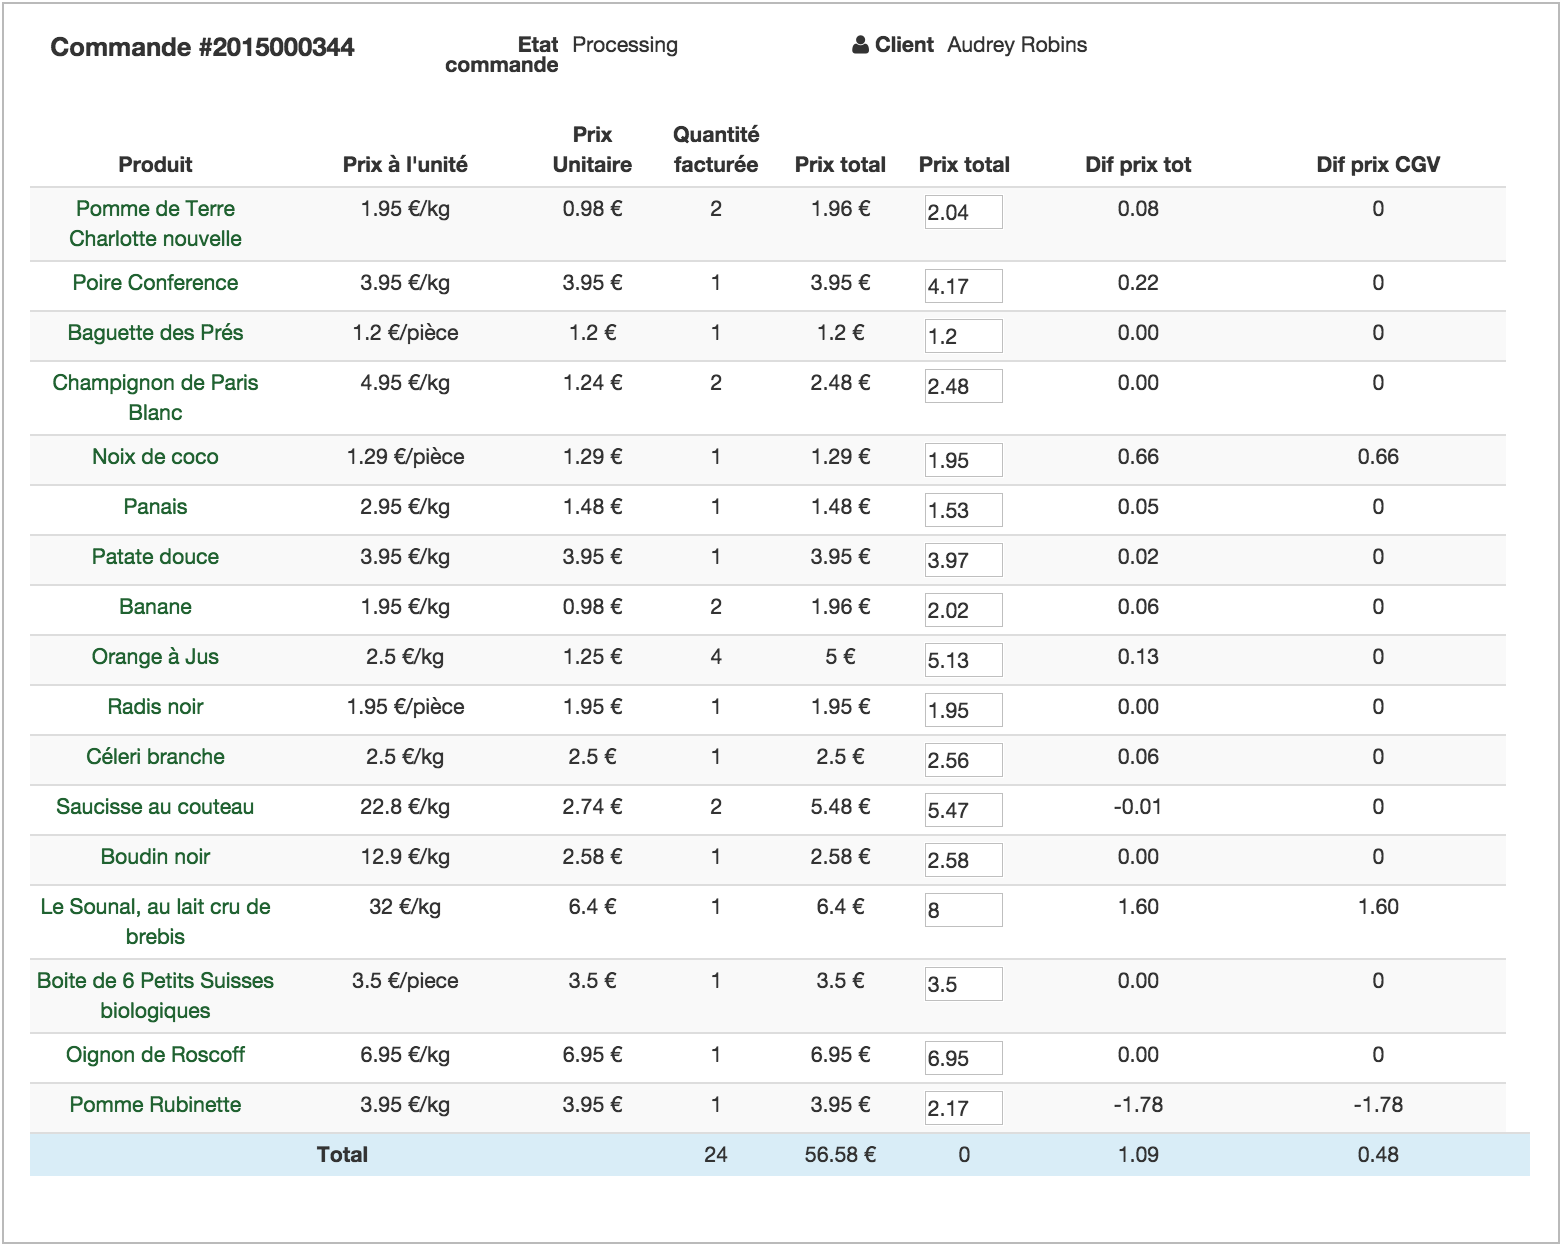 Commande #2015000344 Etat Processing Client Audrey Robins
commande
Prix Quantité
Produit Prix à l'unité Unitaire facturée Prix total Prix total Dif prix tot Dif prix CGV
Pomme de Terre 1.95 €/kg 0.98 € 2 1.96 € 2.04 0.08 0
Charlotte nouvelle
Poire Conference 3.95 €/kg 3.95 € 1 3.95 € 4.17 0.22 0
Baguette des Prés 1.2 €/pièce 1.2 € 1 1.2 € 1.2 0.00 0
Champignon de Paris 4.95 €/kg 1.24 € 2 2.48 € 2.48 0.00 0
Blanc
Noix de coco 1.29 €/pièce 1.29 € 1 1.29 € 1.95 0.66 0.66
Panais 2.95 €/kg 1.48 € 1 1.48 € 1.53 0.05 0
Patate douce 3.95 €/kg 3.95 € 1 3.95 € 3.97 0.02 0
Banane 1.95 €/kg 0.98 € 2 1.96 € 2.02 0.06 0
Orange à Jus 2.5 €/kg 1.25 € 4 5 € 5.13 0.13 0
Radis noir 1.95 €/pièce 1.95 € 1 1.95 € 1.95 0.00 0
Céleri branche 2.5 €/kg 2.5 € 1 2.5 € 2.56 0.06 0
Saucisse au couteau 22.8 €/kg 2.74 € 2 5.48 € 5.47 -0.01 0
Boudin noir 12.9 €/kg 2.58 € 1 2.58 € 2.58 0.00 0
Le Sounal, au lait cru de 32 €/kg 6.4 € 1 6.4 € 8 1.60 1.60
brebis
Boite de 6 Petits Suisses 3.5 €/piece 3.5 € 1 3.5 € 3.5 0.00 0
biologiques
Oignon de Roscoff 6.95 €/kg 6.95 € 1 6.95 € 6.95 0.00 0
Pomme Rubinette 3.95 €/kg 3.95 € 1 3.95 € 2.17 -1.78 -1.78
Total 24 56.58 € 0 1.09 0.48